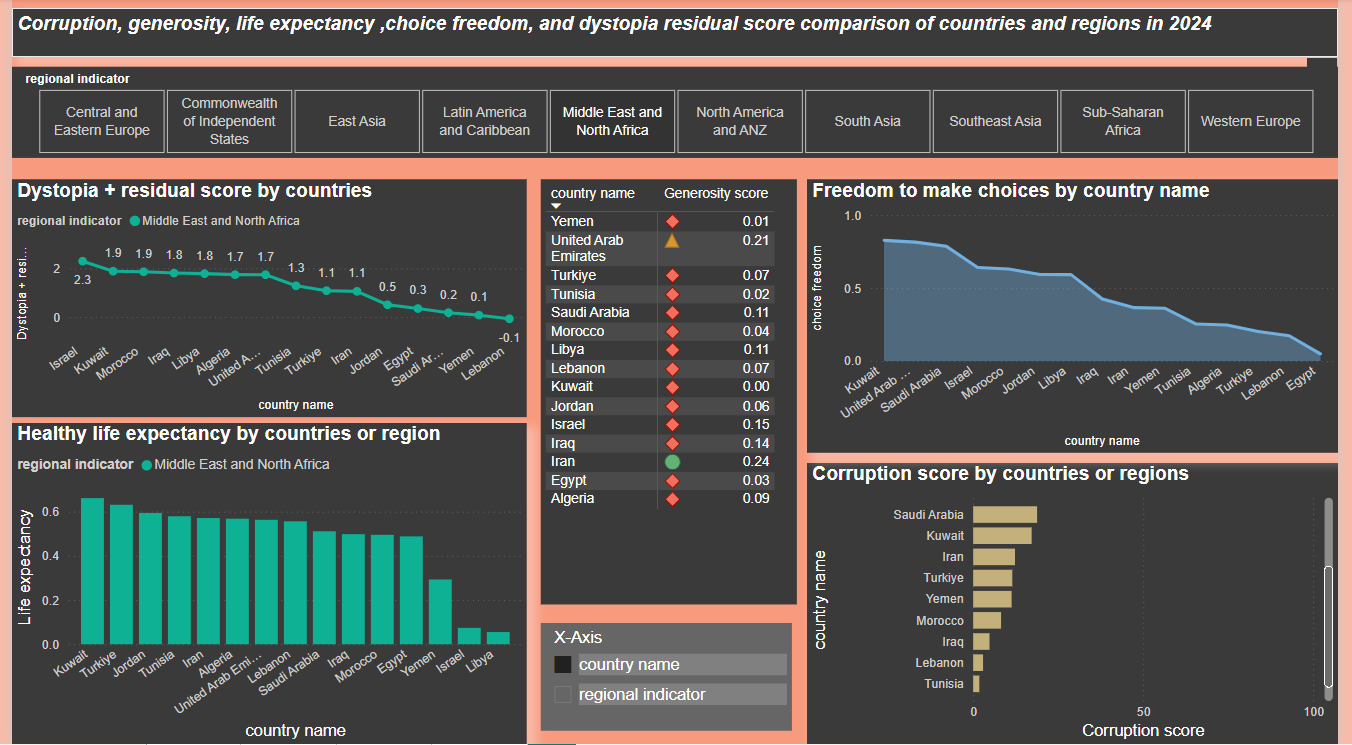 Corruption, generosity, life expectancy ,choice freedom, and dystopia residual score comparison of countries and regions in 2024
regional indicator
Central and
Eastern Europe
Commonwealth
of Independent
States
East Asia
Latin America
and Caribbean
Middle East and
North Africa
North America
and ANZ
South Asia
Southeast Asia
Sub-Saharan
Africa
Western Europe
Dystopia + residual score by countries
regional indicator Middle East and North Africa
Dystopia + resi...
2
0
2.3
1.9
1.9
1.8
1.8
1.7
1.7
1.3
1.1
1.1
0.5
0.3
0.2
0.1
-0.1
Israel
Kuwait
Morocco
Iraq
Libya
Algeria
United A...
Tunisia
Turkiye
Iran
Jordan
Egypt
Saudi Ar...
Yemen
Lebanon
country name
Healthy life expectancy by countries or region
regional indicator Middle East and North Africa
Life expectancy
0.6
0.4
0.2
0.0
Kuwait
Turkiye
Jordan
Tunisia
Iran
Algeria
United Arab Emi...
Lebanon
Saudi Arabia
Iraq
Morocco
Egypt
Yemen
Israel
Libya
country name
country name Generosity score
Yemen 0.01
United Arab
Emirates 0.21
Turkiye 0.07
Tunisia 0.02
Saudi Arabia 0.11
Morocco 0.04
Libya 0.11
Lebanon 0.07
Kuwait 0.00
Jordan 0.06
Israel 0.15
Iraq 0.14
Iran 0.24
Egypt 0.03
Algeria 0.09
X-Axis
country name
regional indicator
Freedom to make choices by country name
choice freedom
1.0
0.5
0.0
Kuwait
United Arab ...
Saudi Arabia
Israel
Morocco
Jordan
Libya
Iraq
Iran
Yemen
Tunisia
Algeria
Turkiye
Lebanon
Egypt
country name
Corruption score by countries or regions
country name
Saudi Arabia
Kuwait
Iran
Turkiye
Yemen
Morocco
Iraq
Lebanon
Tunisia
0
50
100
Corruption score